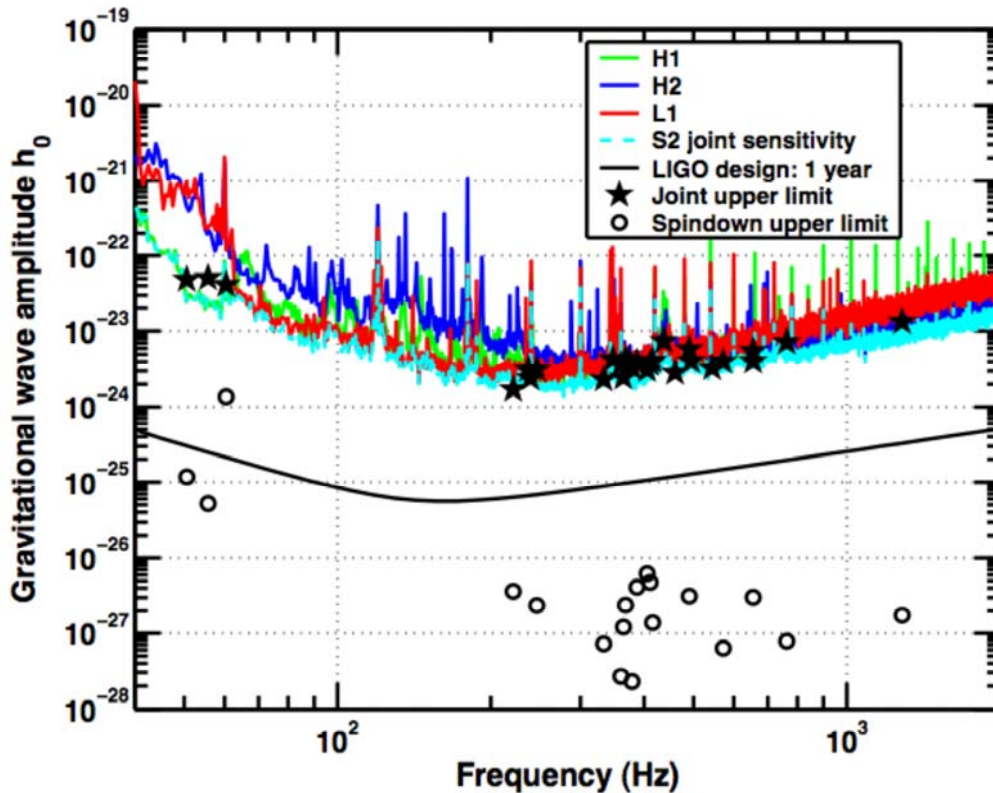 10^-19
10^-20
10^-21
10^-22
10^-23
10^-24
10^-25
10^-26
10^-27
10^-28
Gravitational wave amplitude h_0
H1
H2
L1
S2 joint sensitivity
LIGO design: 1 year
Joint upper limit
Spindown upper limit
10^2
10^3
Frequency (Hz)